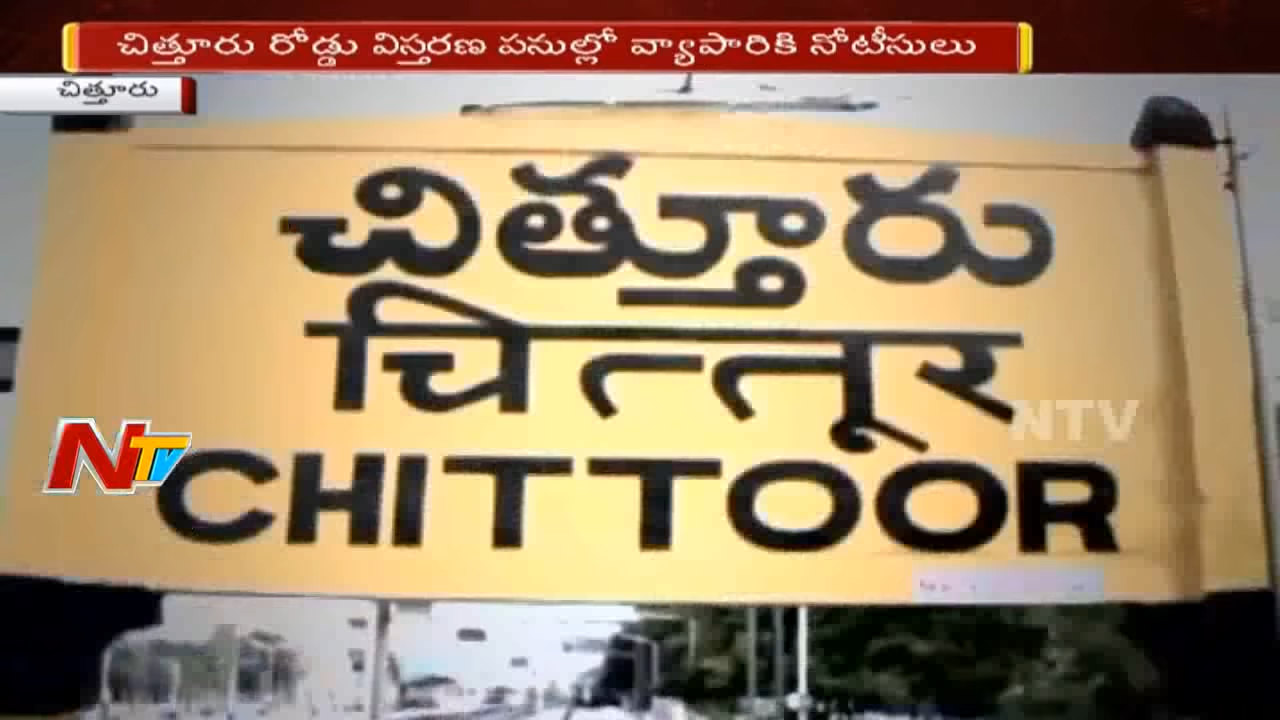 చిత్తూరు రోడ్డు విస్తరణ పనుల్లో వ్యాపారికి నోటీసులు
చిత్తూరు
చిత్తూరు
चित्तूर
NTV
NTV
CHITTOOR